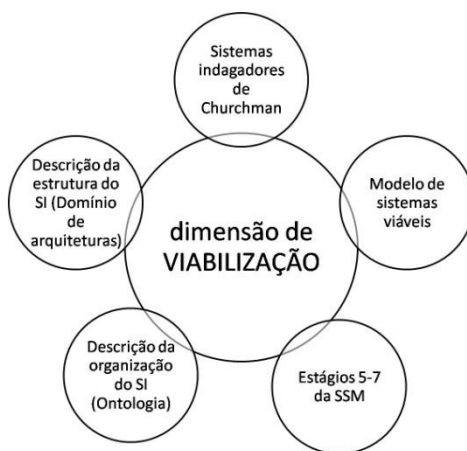 Sistemas
indagadores
de
Churchman
Descrição da
estrutura do
SI (Domínio
de
arquiteturas)
Modelo de
sistemas
viáveis
dimensão de
VIABILIZAÇÃO
Descrição da
organização
do SI
(Ontologia)
Estágios 5-7
da SSM